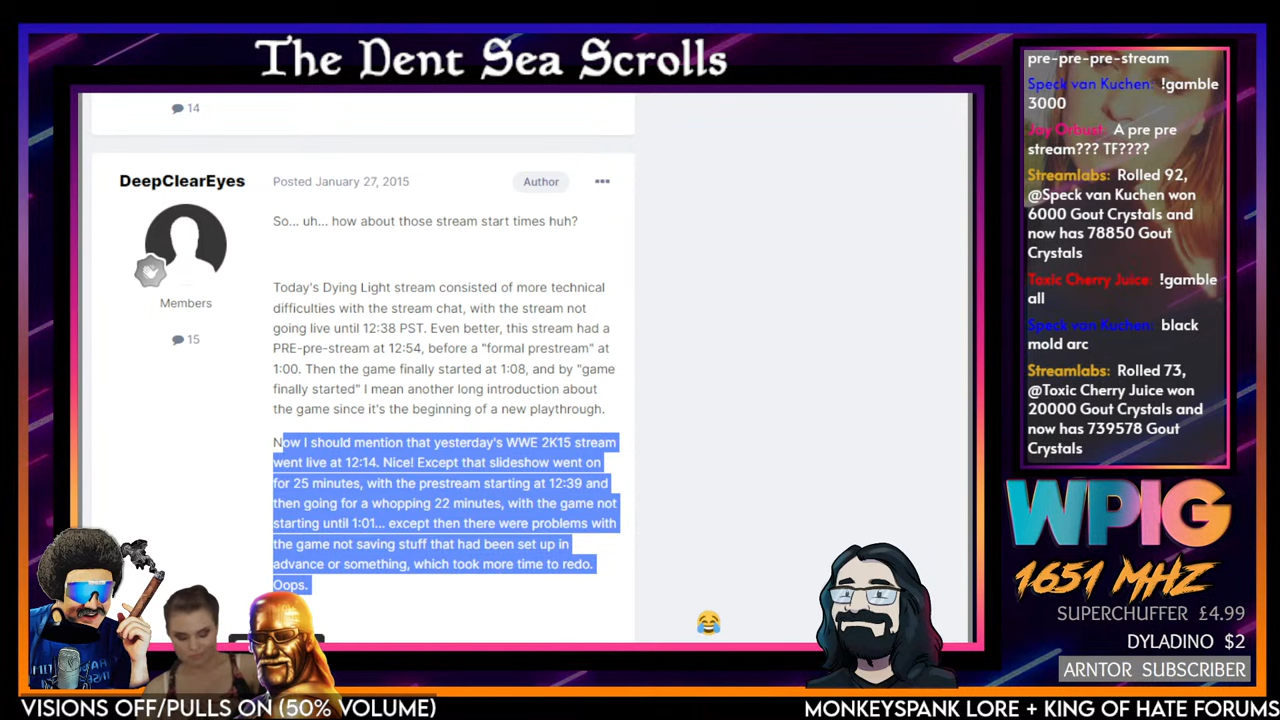 The Dent Sea Scrolls
14
DeepClearEyes
Posted January 27, 2015
Author
So... uh... how about those stream start times huh?
Members
15
Today's Dying Light stream consisted of more technical
difficulties with the stream chat, with the stream not
going live until 12:38 PST. Even better, this stream had a
PRE-pre-stream at 12:54, before a "formal prestream" at
1:00. Then the game finally started at 1:08, and by "game
finally started" I mean another long introduction about
the game since it's the beginning of a new playthrough.
Now I should mention that yesterday's WWE 2K15 stream
went live at 12:14. Nice! Except that slideshow went on
for 25 minutes, with the prestream starting at 12:39 and
then going for a whopping 22 minutes, with the game not
starting until 1:01... except then there were problems with
the game not saving stuff that had been set up in
advance or something, which took more time to redo.
Oops.
pre-pre-pre-stream
Speck van Kuchen: !gamble
3000
Jay Orbust: A pre pre
stream??? TF????
Streamlabs: Rolled 92,
@Speck van Kuchen won
6000 Gout Crystals and
now has 78850 Gout
Crystals
Toxic Cherry Juice: !gamble
all
Speck van Kuchen: black
mold arc
Streamlabs: Rolled 73,
@Toxic Cherry Juice won
20000 Gout Crystals and
now has 739578 Gout
Crystals
WPIG
1651 MHZ
SUPERCHUFFER £4.99
DYLADINO $2
ARNTOR SUBSCRIBER
VISIONS OFF/PULLS ON (50% VOLUME)
MONKEYSPANK LORE + KING OF HATE FORUMS